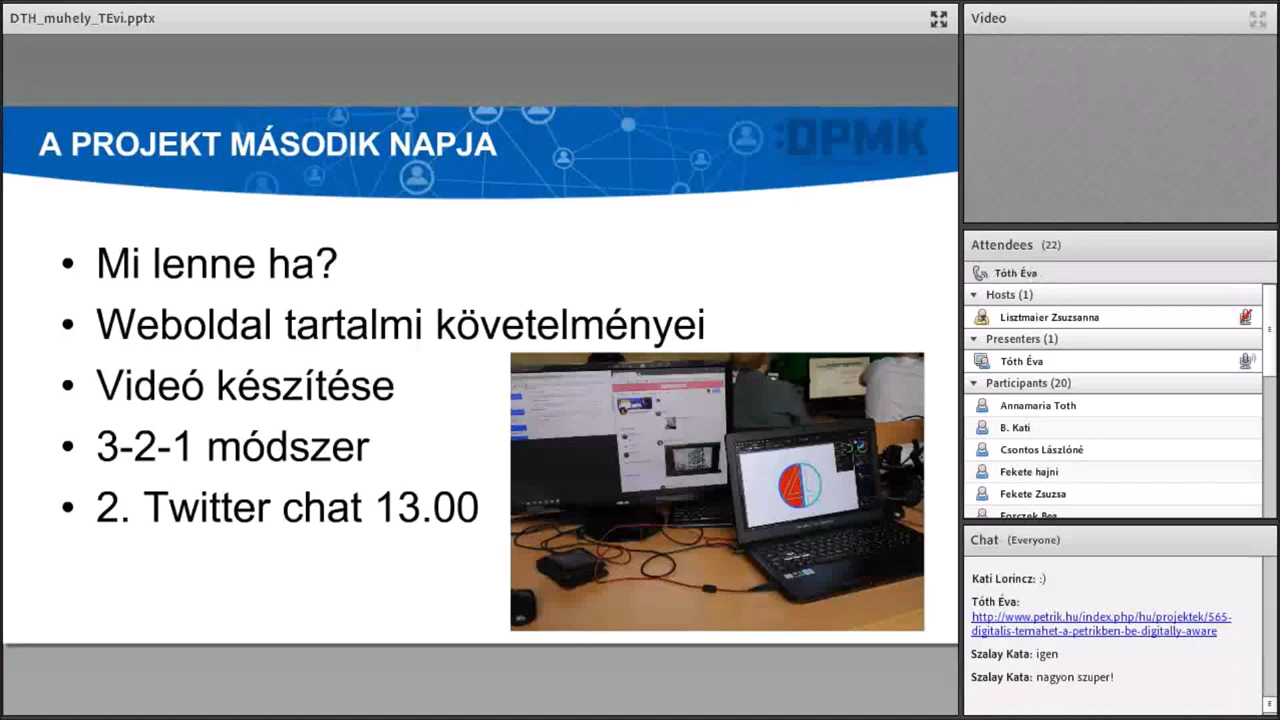 DTH_muhely_TEvi.pptx
A PROJEKT MÁSODIK NAPJA
:DPMK
• Mi lenne ha?
• Weboldal tartalmi követelményei
• Videó készítése
• 3-2-1 módszer
• 2. Twitter chat 13.00
Video
Attendees (22)
Tóth Éva
Hosts (1)
Lisztmaier Zsuzsanna
Presenters (1)
Tóth Éva
Participants (20)
Annamaria Toth
B. Kati
Csontos Lászlóné
Fekete hajni
Fekete Zsuzsa
Forczek Bea
Chat (Everyone)
Kati Lorincz: :)
Tóth Éva:
http://www.petrik.hu/index.php/hu/projektek/565-
digitalis-temahet-a-petrikben-be-digitally-aware
Szalay Kata: igen
Szalay Kata: nagyon szuper!